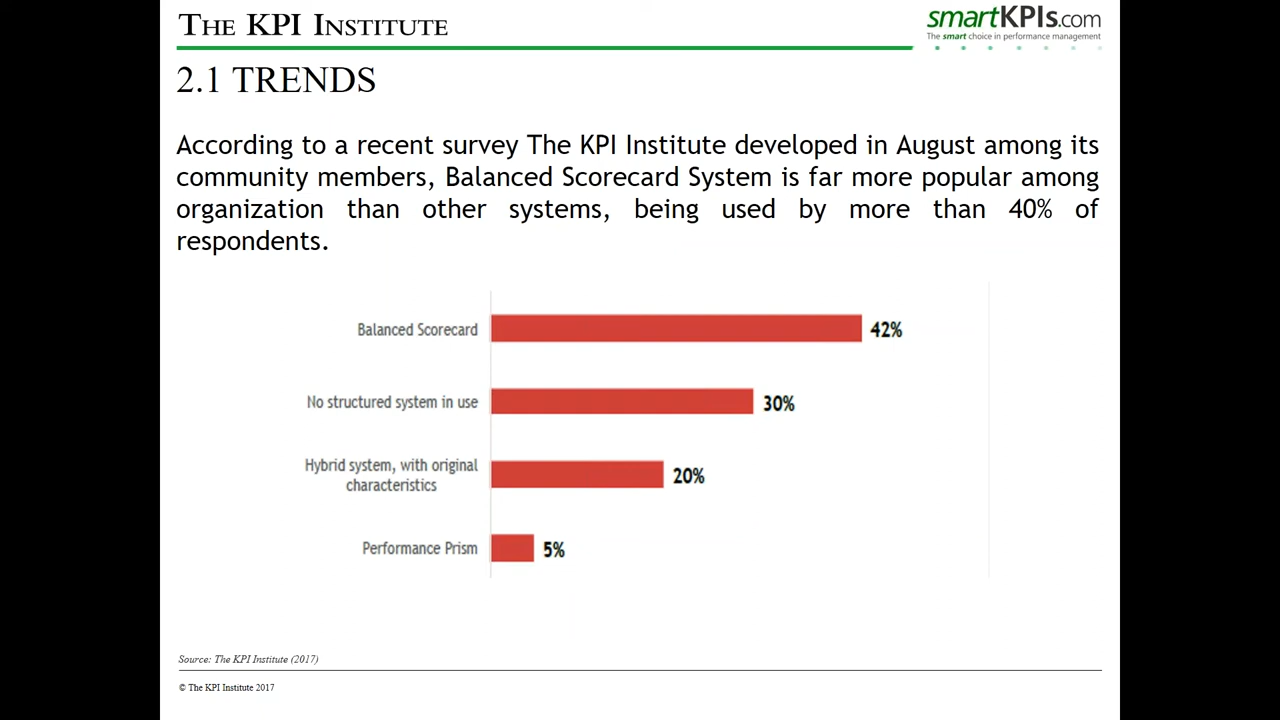 THE KPI INSTITUTE
smartKPIs.com
The smart choice in performance management
2.1 TRENDS
According to a recent survey The KPI Institute developed in August among its
community members, Balanced Scorecard System is far more popular among
organization than other systems, being used by more than 40% of
respondents.
Balanced Scorecard
42%
No structured system in use
30%
Hybrid system, with original
characteristics
20%
Performance Prism
5%
Source: The KPI Institute (2017)
© The KPI Institute 2017